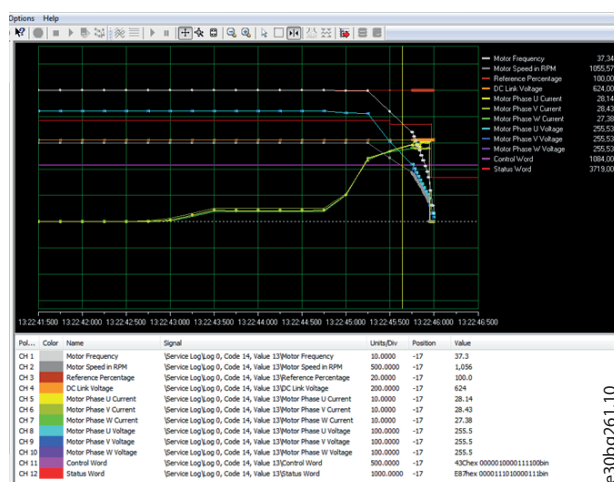 Options Help
Motor Frequency 37,34
Motor Speed in RPM 1055,57
Reference Percentage 100,00
DC Link Voltage 624,00
Motor Phase U Current 28,14
Motor Phase V Current 28,43
Motor Phase W Current 27,38
Motor Phase U Voltage 255,53
Motor Phase V Voltage 255,53
Motor Phase W Voltage 255,53
Control Word 1084,00
Status Word 3719,00
13:22:41:500 13:22:42:000 13:22:42:500 13:22:43:000 13:22:43:500 13:22:44:000 13:22:44:500 13:22:45:000 13:22:45:500 13:22:46:000 13:22:46:500
Pol... Color Name Signal Units/Div Position Value
CH 1 Motor Frequency \Service Log\Log 0, Code 14, Value 13\Motor Frequency 10.0000 -17 37.3
CH 2 Motor Speed in RPM \Service Log\Log 0, Code 14, Value 13\Motor Speed in RPM 500.0000 -17 1,056
CH 3 Reference Percentage \Service Log\Log 0, Code 14, Value 13\Reference Percentage 20.0000 -17 100.0
CH 4 DC Link Voltage \Service Log\Log 0, Code 14, Value 13\DC Link Voltage 200.0000 -17 624
CH 5 Motor Phase U Current \Service Log\Log 0, Code 14, Value 13\Motor Phase U Current 10.0000 -17 28.14
CH 6 Motor Phase V Current \Service Log\Log 0, Code 14, Value 13\Motor Phase V Current 10.0000 -17 28.43
CH 7 Motor Phase W Current \Service Log\Log 0, Code 14, Value 13\Motor Phase W Current 10.0000 -17 27.38
CH 8 Motor Phase U Voltage \Service Log\Log 0, Code 14, Value 13\Motor Phase U Voltage 100.0000 -17 255.5
CH 9 Motor Phase V Voltage \Service Log\Log 0, Code 14, Value 13\Motor Phase V Voltage 100.0000 -17 255.5
CH 10 Motor Phase W Voltage \Service Log\Log 0, Code 14, Value 13\Motor Phase W Voltage 100.0000 -17 255.5
CH 11 Control Word \Service Log\Log 0, Code 14, Value 13\Control Word 500.0000 -17 43Chex 0000010000111100bin
CH 12 Status Word \Service Log\Log 0, Code 14, Value 13\Status Word 1000.0000 -17 E87hex 0000111010000111bin
e30bg261.10